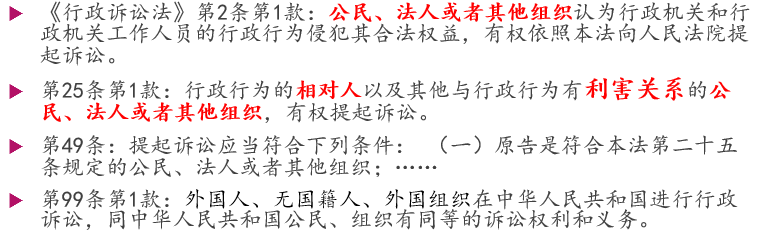 《行政诉讼法》第2条第1款：公民、法人或者其他组织认为行政机关和行
政机关工作人员的行政行为侵犯其合法权益，有权依照本法向人民法院提
起诉讼。
第25条第1款：行政行为的相对人以及其他与行政行为有利害关系的公
民、法人或者其他组织，有权提起诉讼。
第49条：提起诉讼应当符合下列条件： （一）原告是符合本法第二十五
条规定的公民、法人或者其他组织；……
第99条第1款：外国人、无国籍人、外国组织在中华人民共和国进行行政
诉讼，同中华人民共和国公民、组织有同等的诉讼权利和义务。